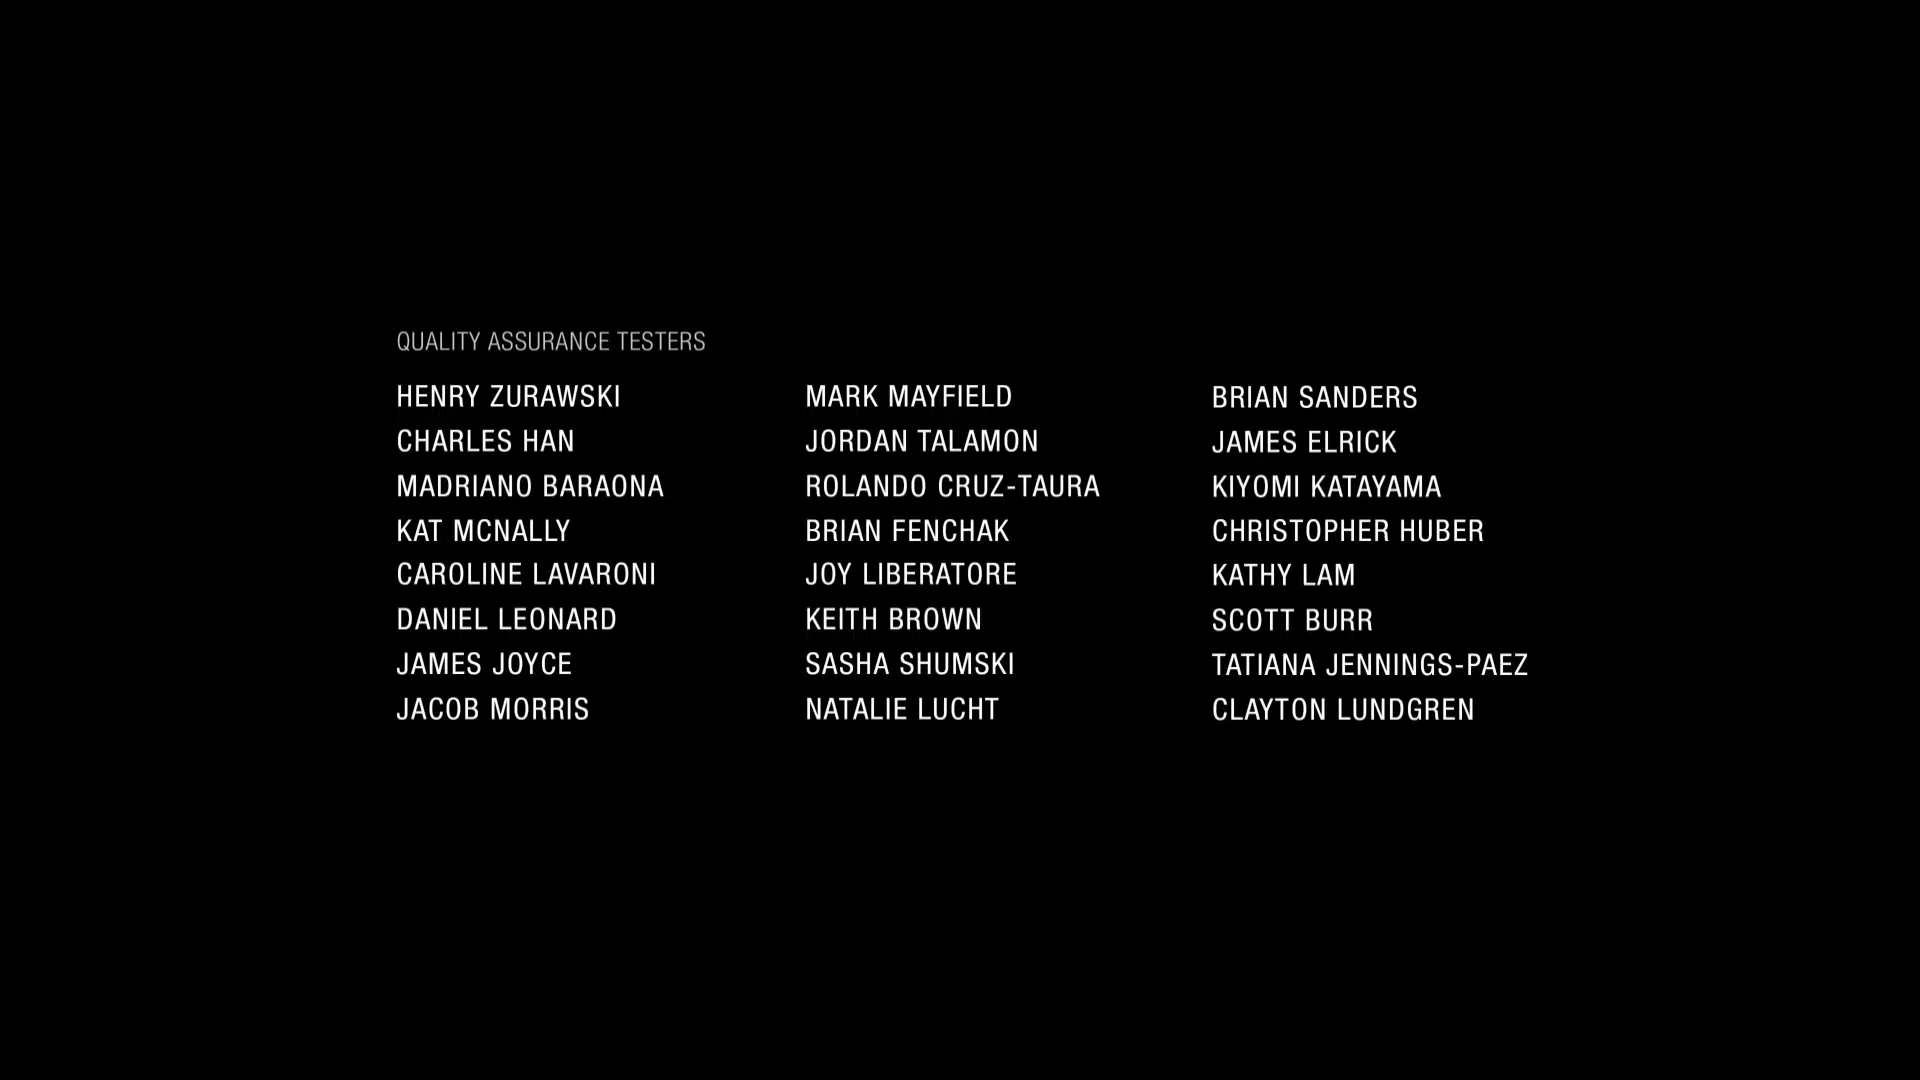 QUALITY ASSURANCE TESTERS
HENRY ZURAWSKI
CHARLES HAN
MADRIANO BARAONA
KAT MCNALLY
CAROLINE LAVARONI
DANIEL LEONARD
JAMES JOYCE
JACOB MORRIS
MARK MAYFIELD
JORDAN TALAMON
ROLANDO CRUZ-TAURA
BRIAN FENCHAK
JOY LIBERATORE
KEITH BROWN
SASHA SHUMSKI
NATALIE LUCHT
BRIAN SANDERS
JAMES ELRICK
KIYOMI KATAYAMA
CHRISTOPHER HUBER
KATHY LAM
SCOTT BURR
TATIANA JENNINGS-PAEZ
CLAYTON LUNDGREN